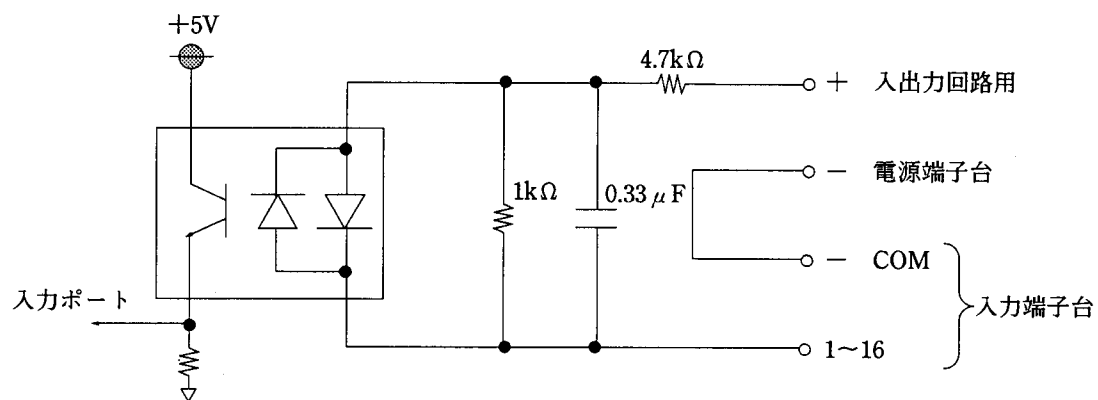 +5V
4.7kΩ
+ 入出力回路用
1kΩ
0.33μF
− 電源端子台
− COM
入力端子台
入力ポート
1〜16